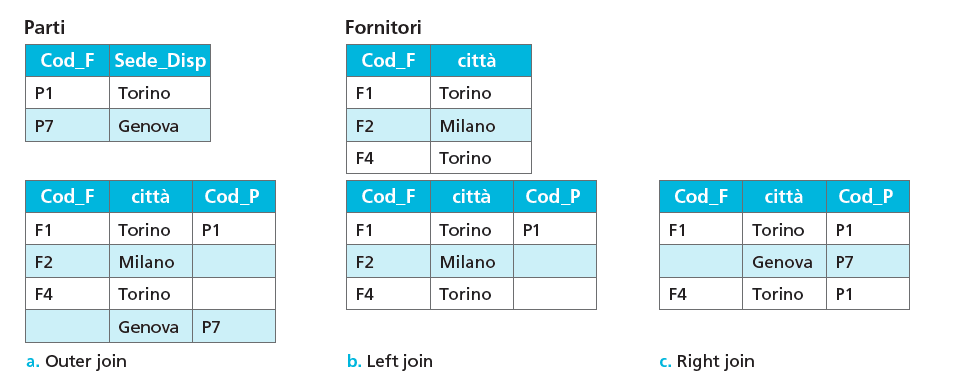 Parti
Cod_F Sede_Disp
P1 Torino
P7 Genova
Fornitori
Cod_F città
F1 Torino
F2 Milano
F4 Torino
Cod_F città Cod_P
F1 Torino P1
F2 Milano
F4 Torino
Genova P7
a. Outer join
Cod_F città Cod_P
F1 Torino P1
F2 Milano
F4 Torino
b. Left join
Cod_F città Cod_P
F1 Torino P1
Genova P7
F4 Torino P1
c. Right join